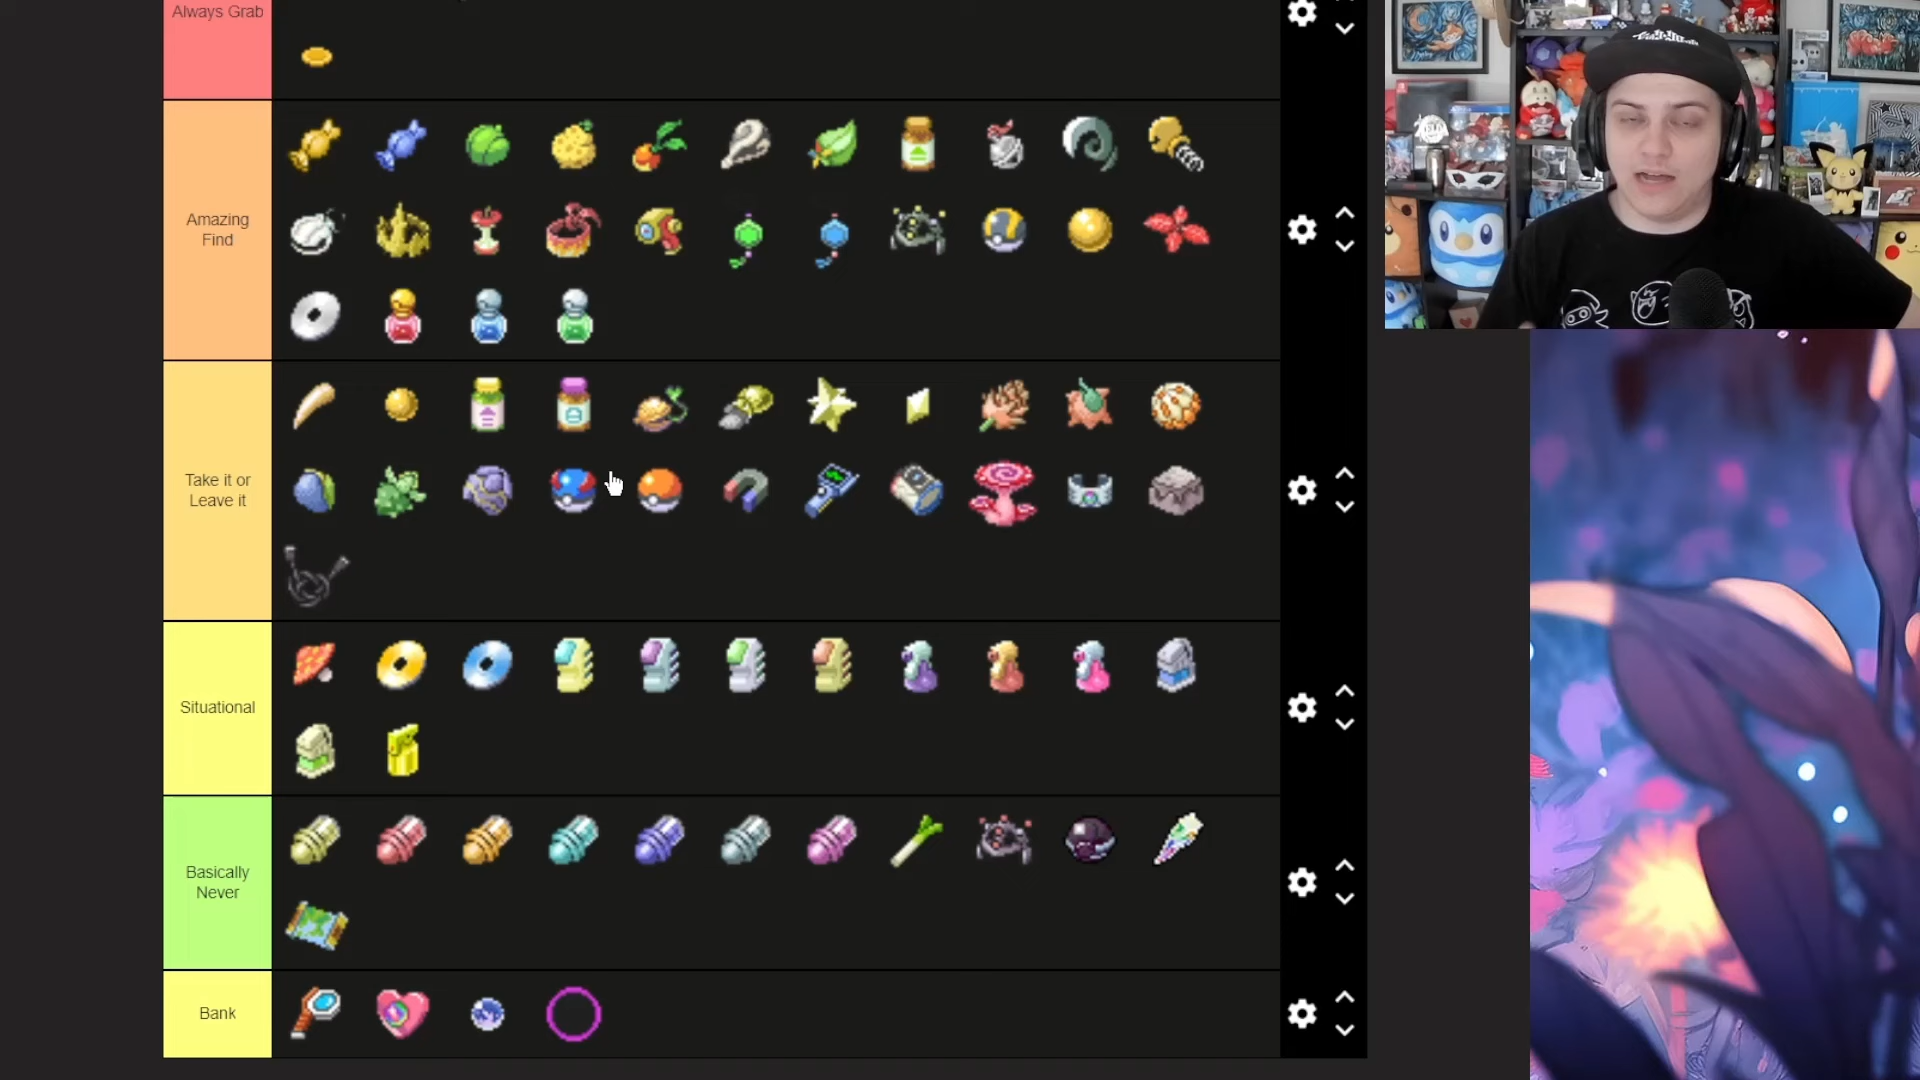 Always Grab
Amazing
Find
Take it or
Leave it
Situational
Basically
Never
Bank